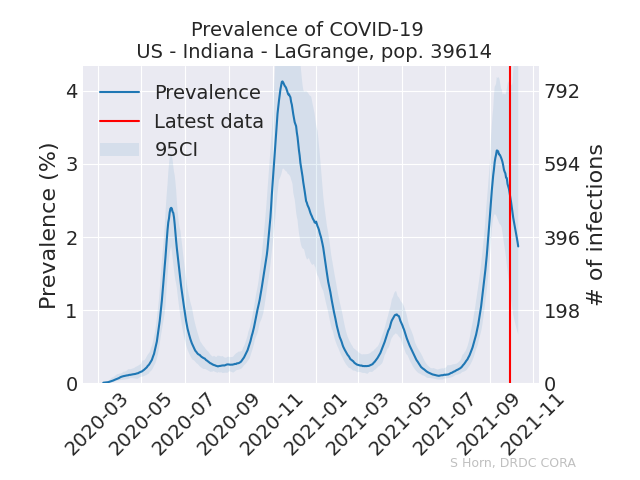 Prevalence of COVID-19
US - Indiana - LaGrange, pop. 39614
Prevalence
Latest data
95CI
Prevalence (%)
4
3
2
1
0
# of infections
792
594
396
198
0
2020-03
2020-05
2020-07
2020-09
2020-11
2021-01
2021-03
2021-05
2021-07
2021-09
2021-11
S Horn, DRDC CORA